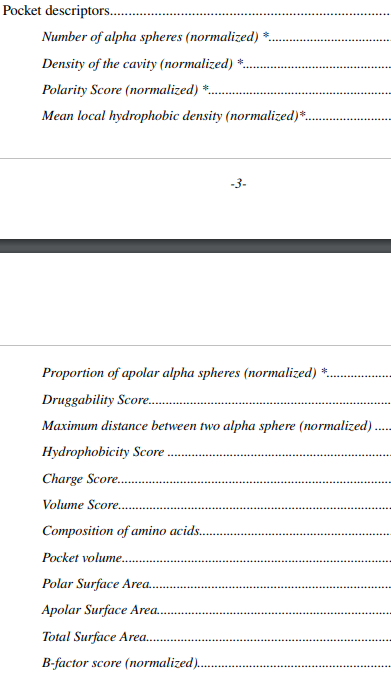 Pocket descriptors..........................................................................................
Number of alpha spheres (normalized) *....................................
Density of the cavity (normalized) *............................................
Polarity Score (normalized) *......................................................
Mean local hydrophobic density (normalized)*..........................
-3-
Proportion of apolar alpha spheres (normalized) *...................
Druggability Score.......................................................................
Maximum distance between two alpha sphere (normalized) .....
Hydrophobicity Score .................................................................
Charge Score................................................................................
Volume Score...............................................................................
Composition of amino acids........................................................
Pocket volume..............................................................................
Polar Surface Area.......................................................................
Apolar Surface Area.....................................................................
Total Surface Area........................................................................
B-factor score (normalized)..........................................................